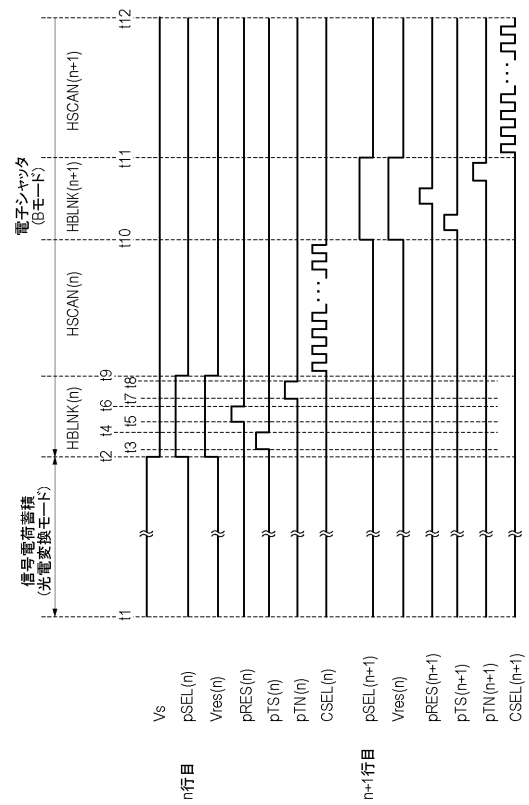 信号電荷蓄積
(光電変換モード)
電子シャッタ
(Bモード)
HBLNK(n)
HSCAN(n)
HBLNK(n+1)
HSCAN(n+1)
t1
t2
t3
t4
t5
t6
t7
t8
t9
t10
t11
t12
Vs
n行目
pSEL(n)
Vres(n)
pRES(n)
pTS(n)
pTN(n)
CSEL(n)
・・・
n+1行目
pSEL(n+1)
Vres(n+1)
pRES(n+1)
pTS(n+1)
pTN(n+1)
CSEL(n+1)
・・・